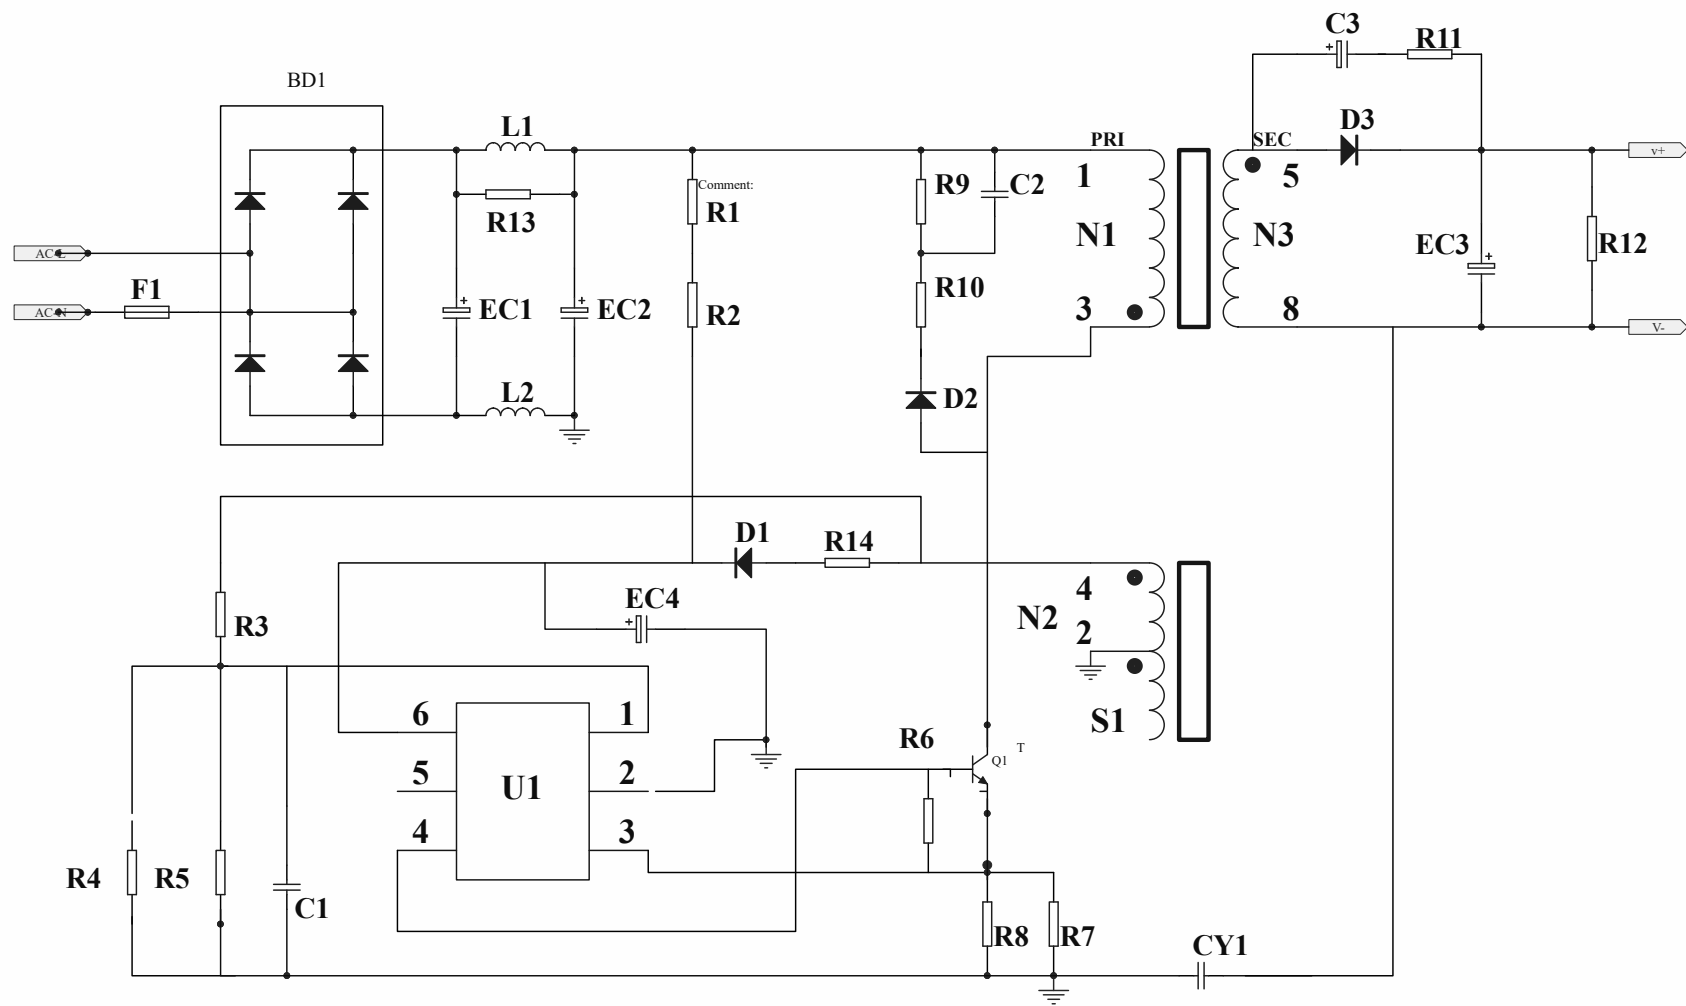 C3
R11
BD1
L1
D3
PRI
SEC
v+
Comment:
R1
R9
C2
1
5
R13
N1
N3
EC3
R12
AC-L
F1
AC-N
EC1
EC2
R2
R10
3
8
V-
L2
D2
D1
R14
EC4
4
N2
2
R3
S1
6
1
R6
T
Q1
5
U1
2
4
3
R4
R5
C1
R8
R7
CY1